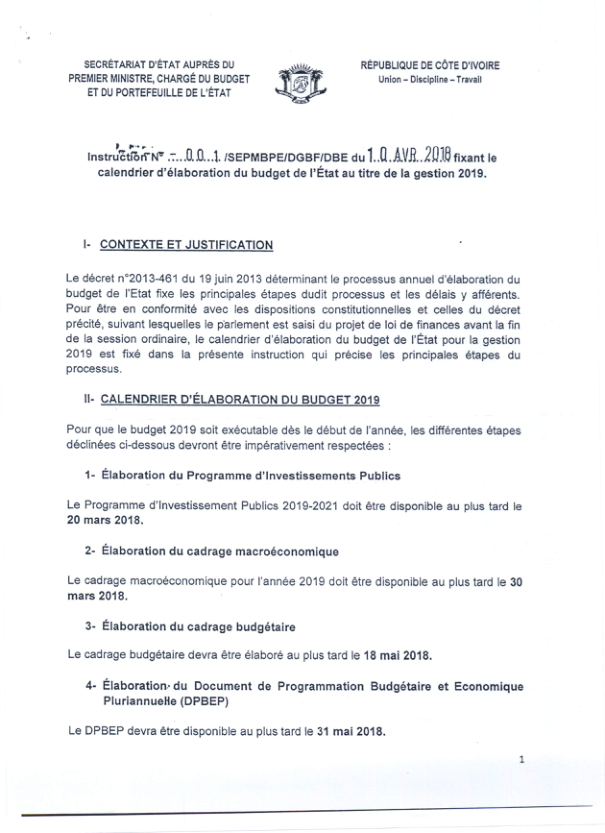 SECRÉTARIAT D'ÉTAT AUPRÈS DU
PREMIER MINISTRE, CHARGÉ DU BUDGET
ET DU PORTEFEUILLE DE L'ÉTAT
RÉPUBLIQUE DE CÔTE D'IVOIRE
Union – Discipline – Travail
Instruction N° ....001 /SEPMBPE/DGBF/DBE du 10 AVR. 2018 fixant le
calendrier d'élaboration du budget de l'État au titre de la gestion 2019.
I- CONTEXTE ET JUSTIFICATION
Le décret n°2013-461 du 19 juin 2013 déterminant le processus annuel d'élaboration du
budget de l'Etat fixe les principales étapes dudit processus et les délais y afférents.
Pour être en conformité avec les dispositions constitutionnelles et celles du décret
précité, suivant lesquelles le parlement est saisi du projet de loi de finances avant la fin
de la session ordinaire, le calendrier d'élaboration du budget de l'État pour la gestion
2019 est fixé dans la présente instruction qui précise les principales étapes du
processus.
II- CALENDRIER D'ÉLABORATION DU BUDGET 2019
Pour que le budget 2019 soit exécutable dès le début de l'année, les différentes étapes
déclinées ci-dessous devront être impérativement respectées :
1- Élaboration du Programme d'Investissements Publics
Le Programme d'Investissement Publics 2019-2021 doit être disponible au plus tard le
20 mars 2018.
2- Élaboration du cadrage macroéconomique
Le cadrage macroéconomique pour l'année 2019 doit être disponible au plus tard le 30
mars 2018.
3- Élaboration du cadrage budgétaire
Le cadrage budgétaire devra être élaboré au plus tard le 18 mai 2018.
4- Élaboration du Document de Programmation Budgétaire et Economique
Pluriannuelle (DPBEP)
Le DPBEP devra être disponible au plus tard le 31 mai 2018.
1